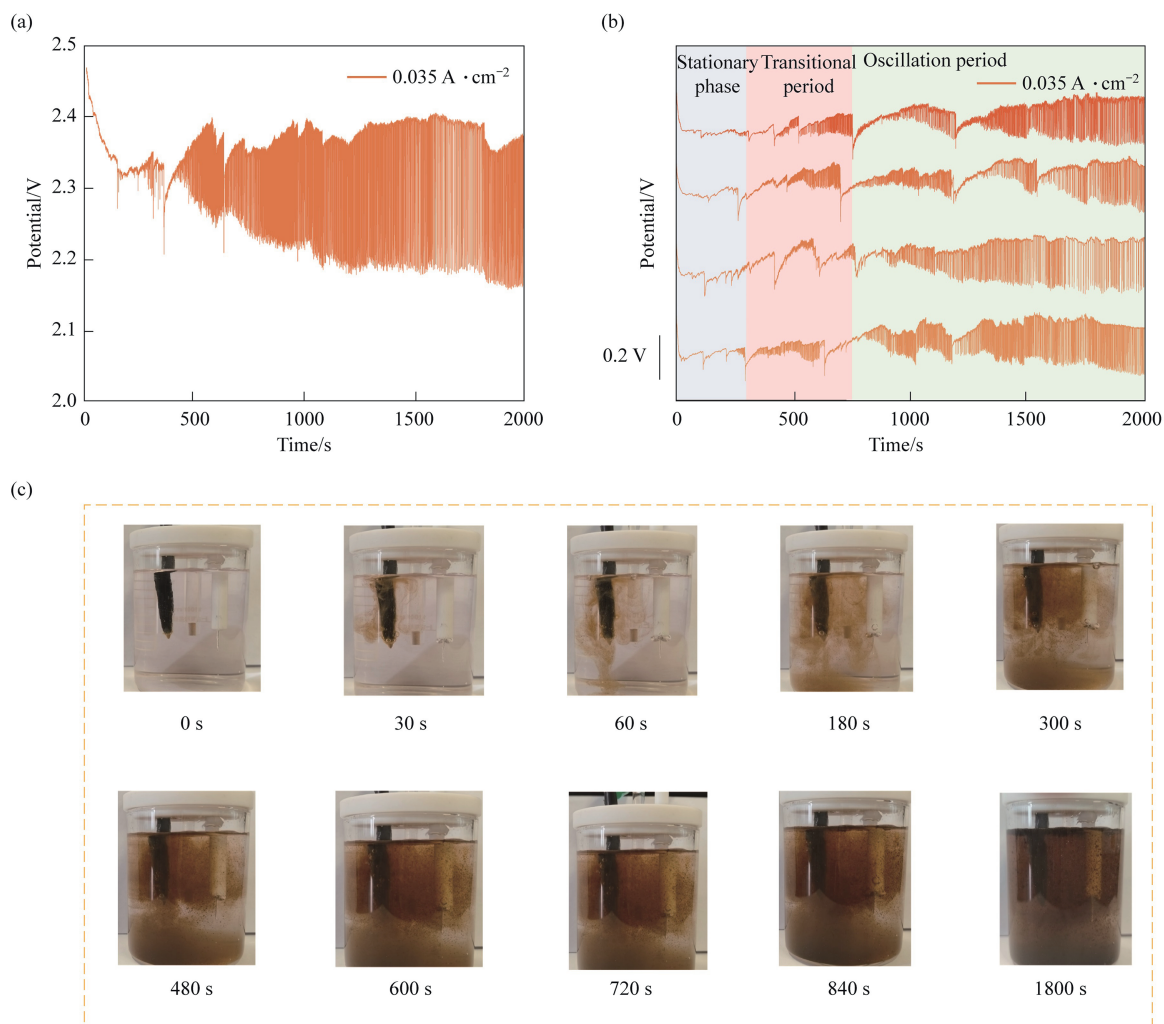 (a)
2.5
2.4
2.3
2.2
2.1
2.0
Potential/V
0.035 A·cm⁻²
0
500
1000
1500
2000
Time/s
(b)
Stationary
phase
Transitional
period
Oscillation period
0.035 A·cm⁻²
Potential/V
0.2 V
0
500
1000
1500
2000
Time/s
(c)
0 s
30 s
60 s
180 s
300 s
480 s
600 s
720 s
840 s
1800 s